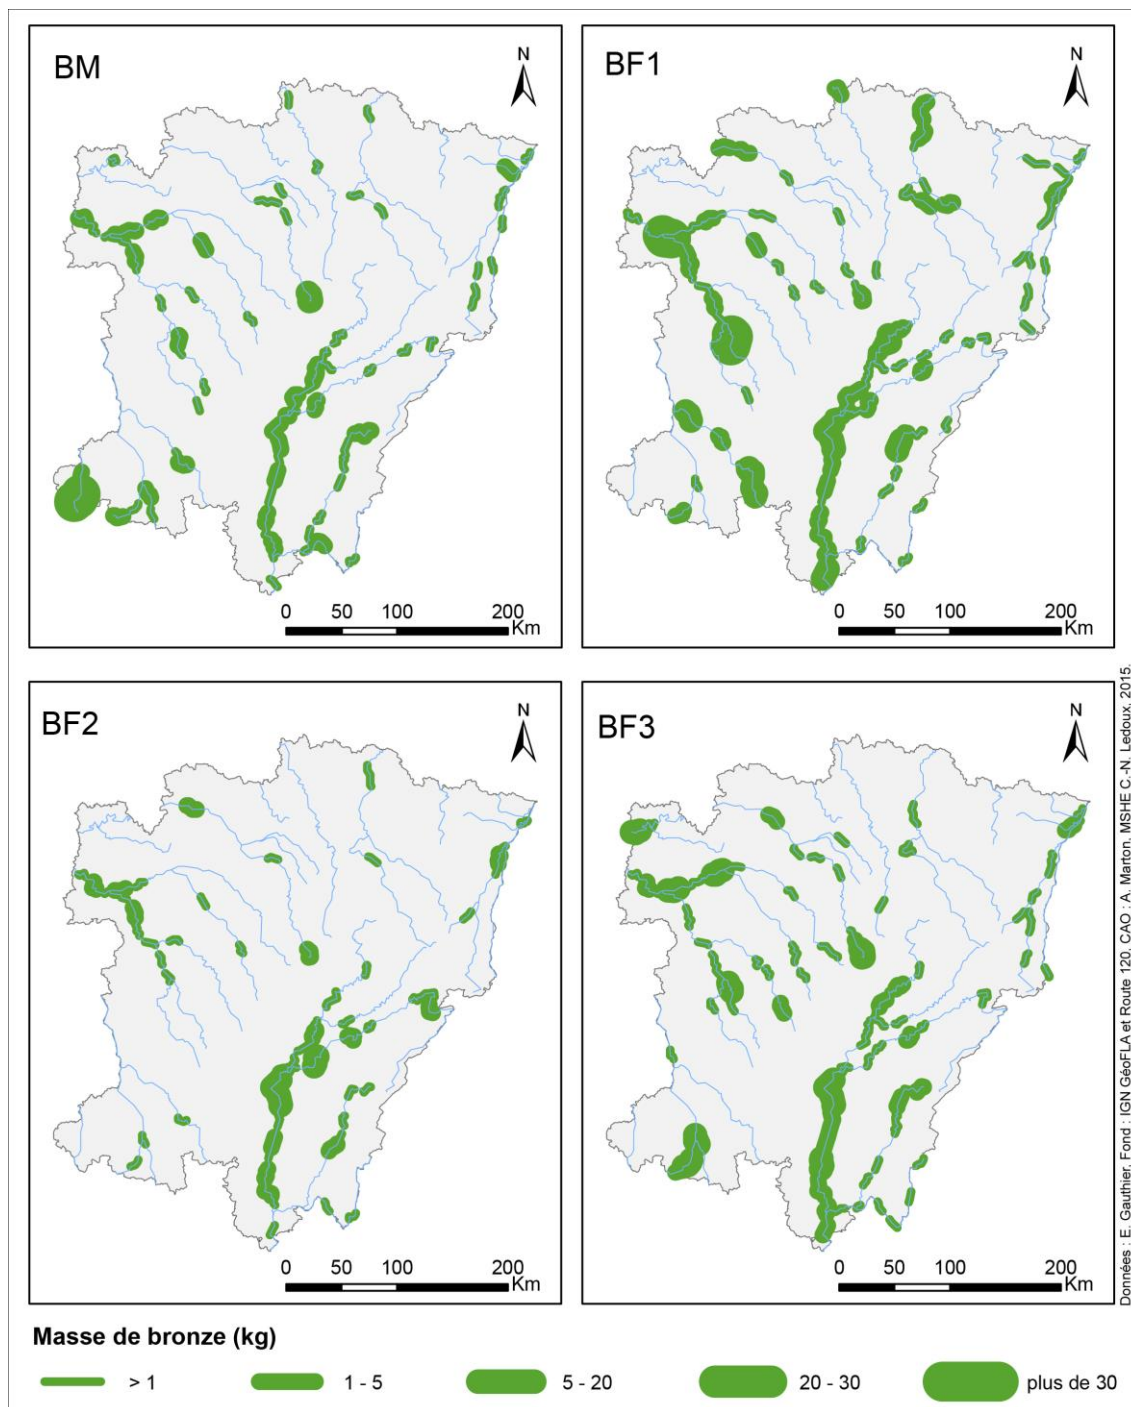 BM
N
0 50 100 200
Km
BF1
N
0 50 100 200
Km
BF2
N
0 50 100 200
Km
BF3
N
0 50 100 200
Km
Données : E. Gauthier, Fond : IGN GéoFLA et Route 120, CAO : A. Marton, MSHE C.-N. Ledoux, 2015.
Masse de bronze (kg)
> 1
1 - 5
5 - 20
20 - 30
plus de 30